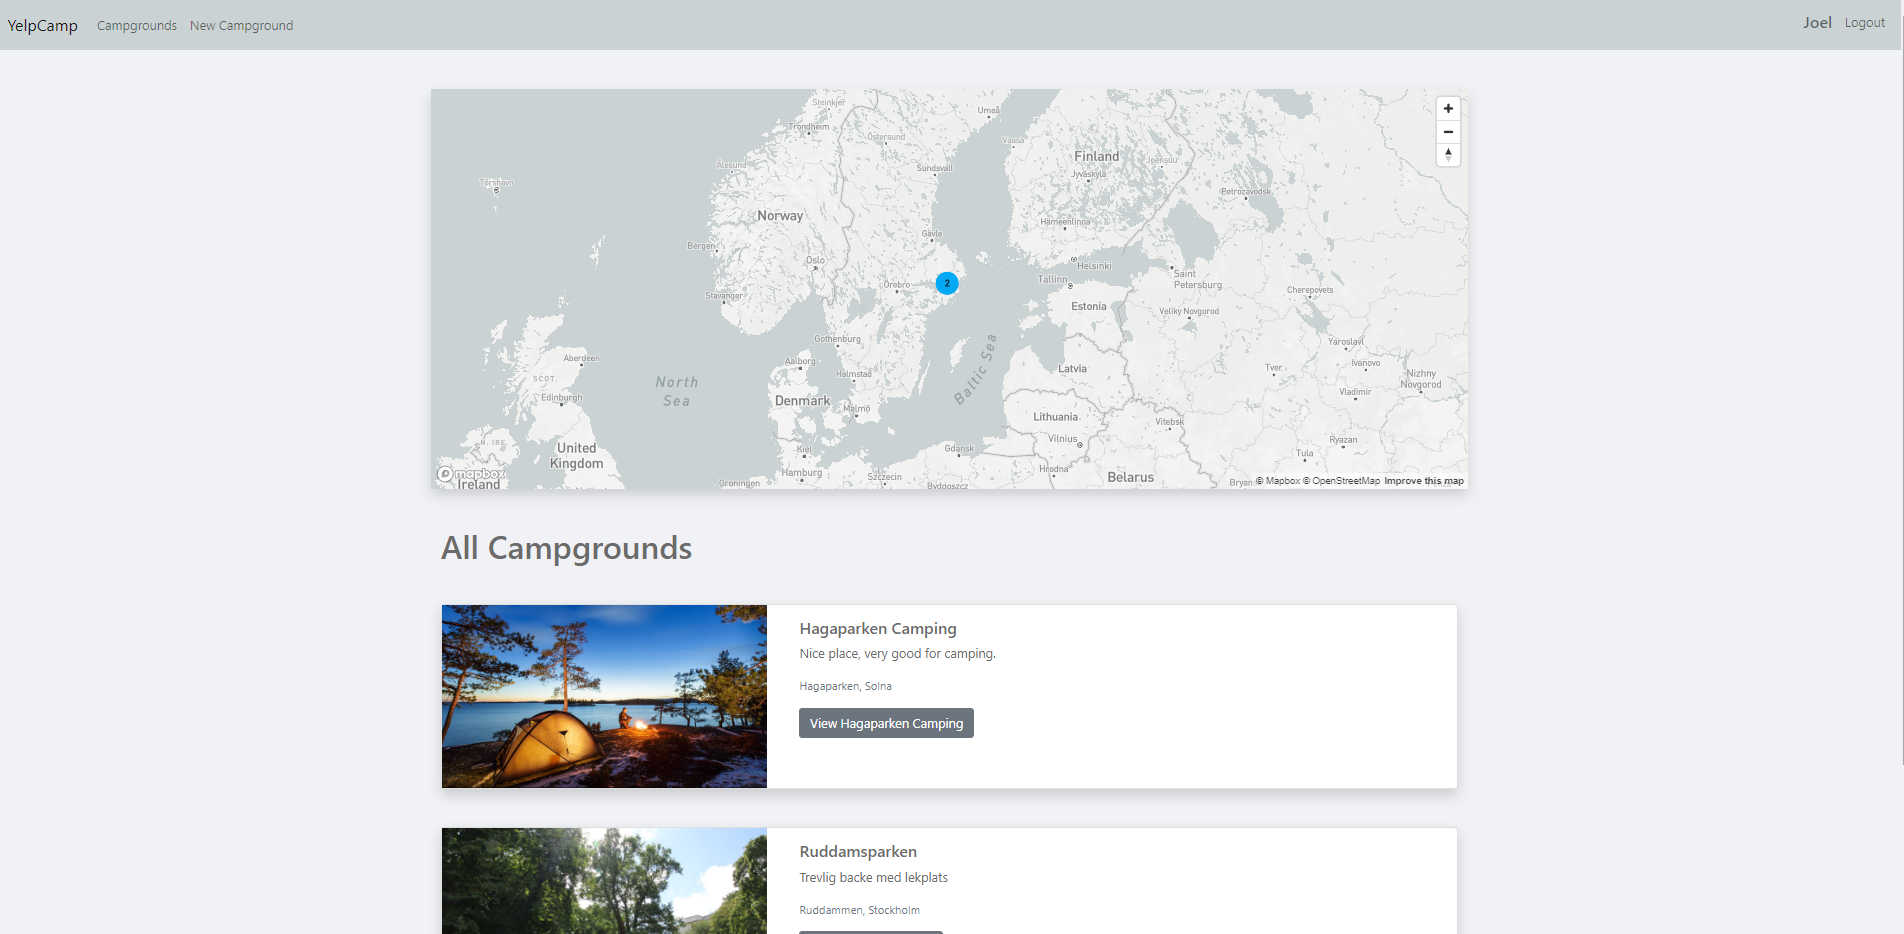 YelpCamp Campgrounds New Campground Joel Logout
Steinkjer
Umeå
Trondheim
Östersund
Vaasa
Finland
Joensuu
Ålesund
Sundsvall
Jyväskylä
Tórshavn
Petrozavodsk
Norway
Hämeenlinna
Gävle
Bergen
Oslo
Helsinki
Saint
Petersburg
Tallinn
Örebro
2
Cherepovets
Stavanger
Estonia
Veliky Novgorod
Gothenburg
Yaroslavl
Aberdeen
Aalborg
Baltic Sea
Ivanovo
Latvia
Tver
Halmstad
Nizhny
Novgorod
SCOT.
North
Sea
Vladimir
Edinburgh
Denmark
Malmö
Lithuania
Vitebsk
N. IRE.
Vilnius
Ryazan
United
Kingdom
Kiel
Gdansk
Tula
Hrodna
mapbox
Hamburg
Szczecin
Belarus
Ireland
Groningen
Bydgoszcz
Bryan
© Mapbox © OpenStreetMap Improve this map
All Campgrounds
Hagaparken Camping
Nice place, very good for camping.
Hagaparken, Solna
View Hagaparken Camping
Ruddamsparken
Trevlig backe med lekplats
Ruddammen, Stockholm